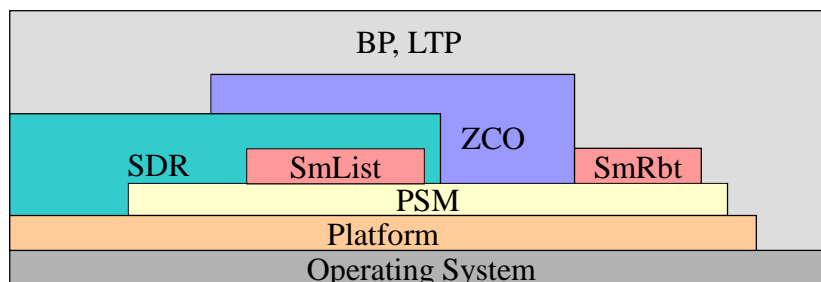 BP, LTP
ZCO
SDR
SmList
SmRbt
PSM
Platform
Operating System